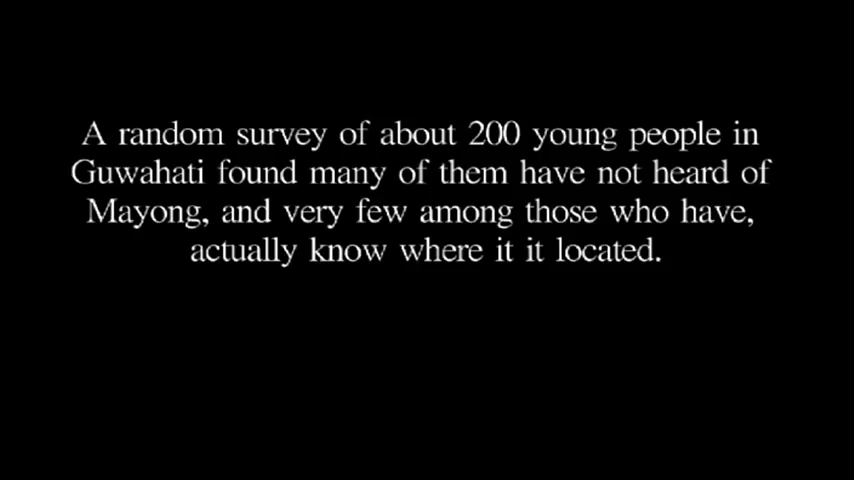 A random survey of about 200 young people in
Guwahati found many of them have not heard of
Mayong, and very few among those who have,
actually know where it it located.